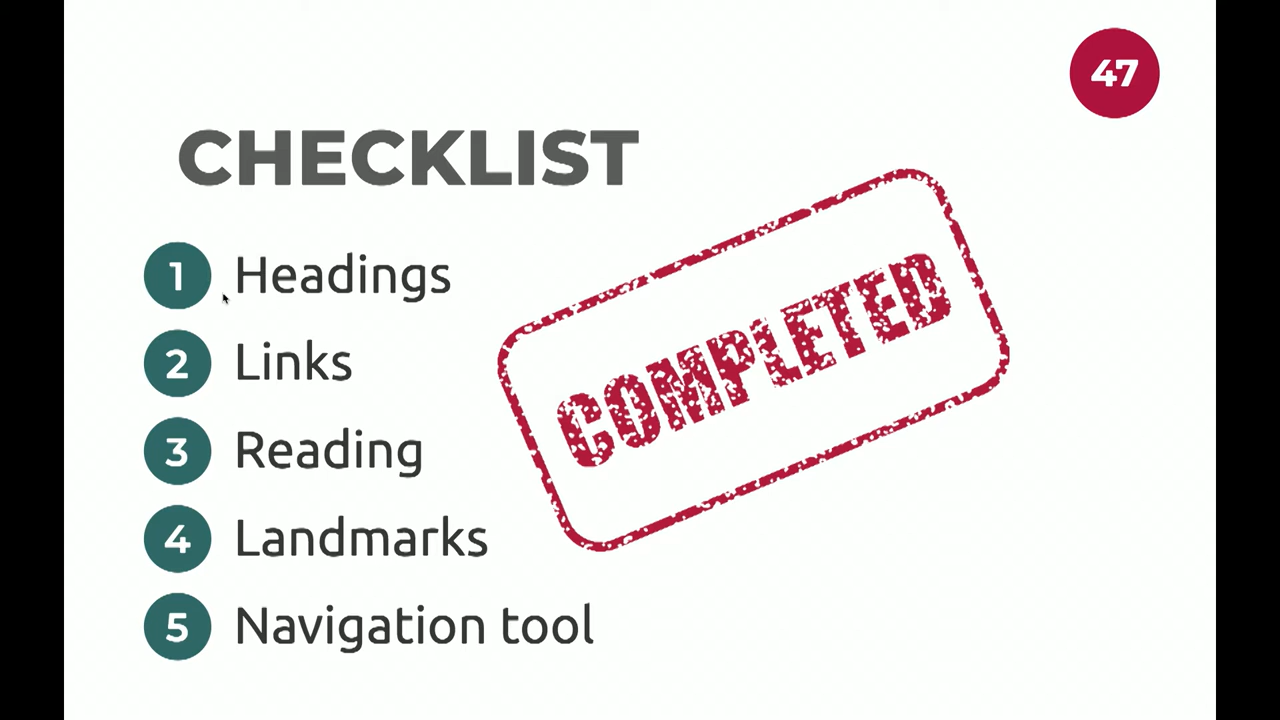 47
CHECKLIST
1 Headings
2 Links
3 Reading
4 Landmarks
5 Navigation tool
COMPLETED